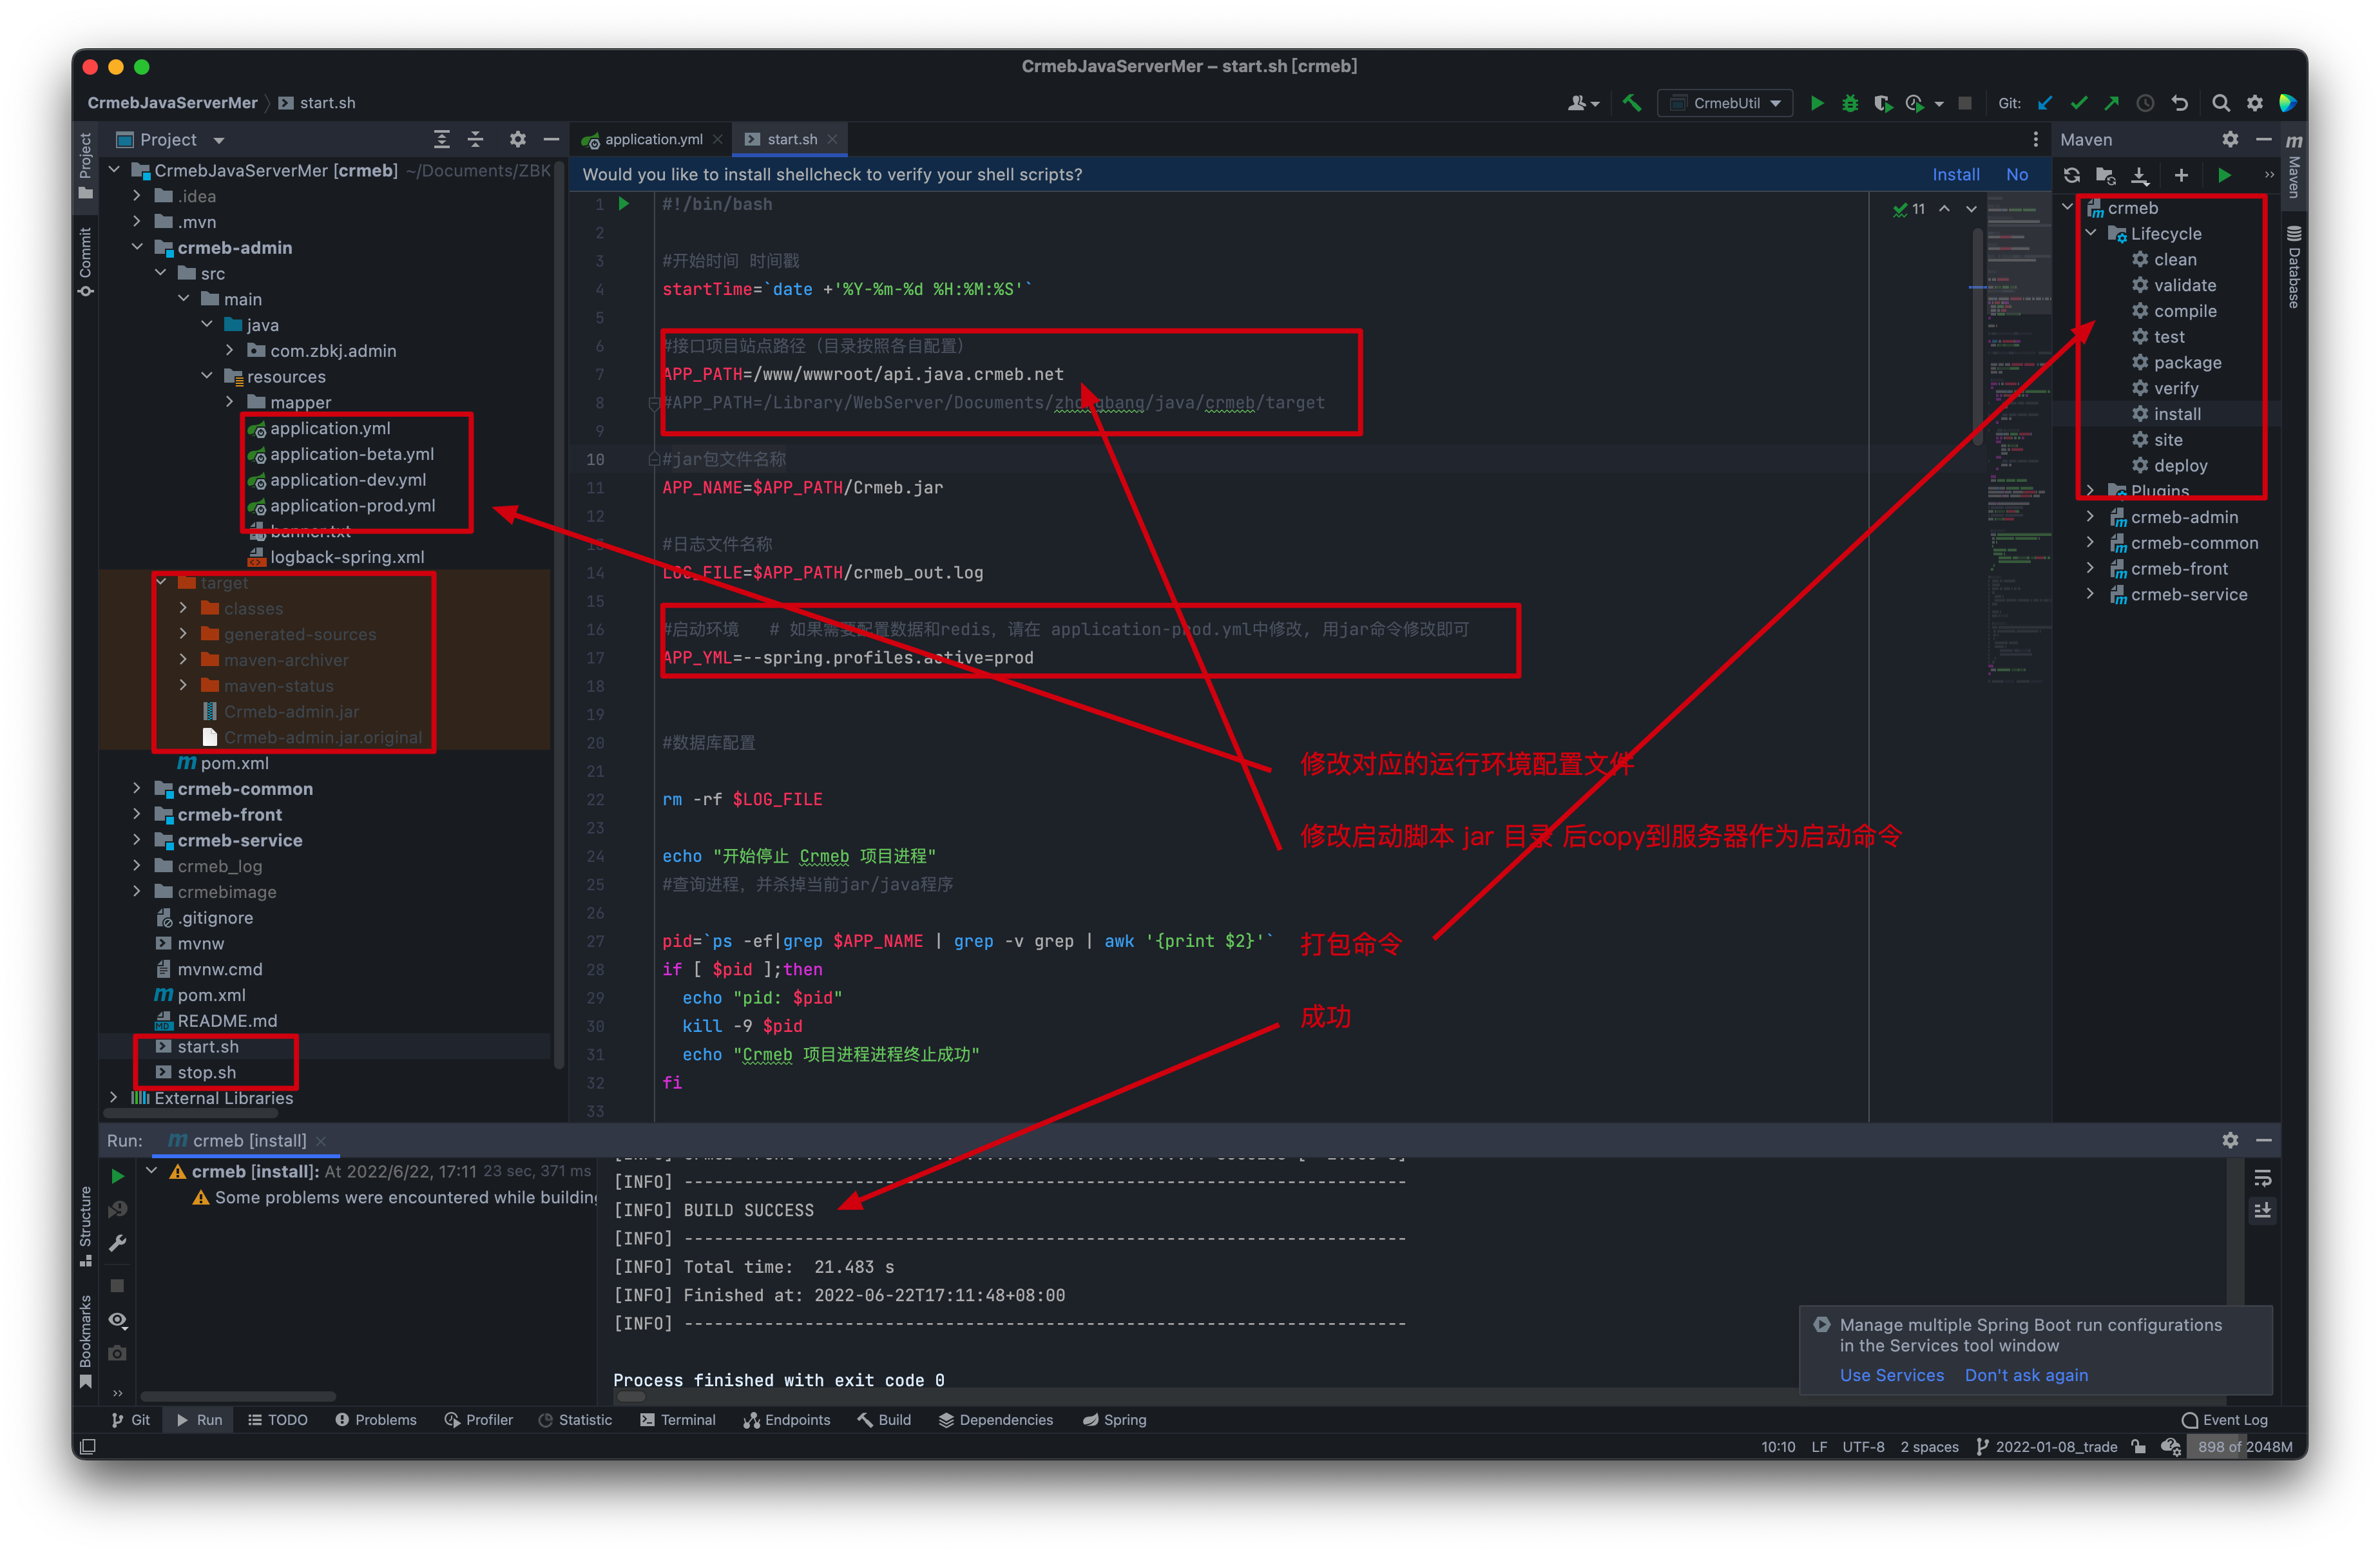 CrmebJavaServerMer – start.sh [crmeb]
CrmebJavaServerMer
start.sh
CrmebUtil
Git:
Project
application.yml
start.sh
Maven
Project
Commit
CrmebJavaServerMer [crmeb] ~/Documents/ZBK
.idea
.mvn
crmeb-admin
src
main
java
com.zbkj.admin
resources
mapper
application.yml
application-beta.yml
application-dev.yml
application-prod.yml
banner.txt
logback-spring.xml
target
classes
generated-sources
maven-archiver
maven-status
Crmeb-admin.jar
Crmeb-admin.jar.original
pom.xml
crmeb-common
crmeb-front
crmeb-service
crmeb_log
crmebimage
.gitignore
mvnw
mvnw.cmd
pom.xml
README.md
start.sh
stop.sh
External Libraries
Would you like to install shellcheck to verify your shell scripts?
Install
No
11
1 #!/bin/bash
2
3 #开始时间 时间戳
4 startTime=`date +'%Y-%m-%d %H:%M:%S'`
5
6 #接口项目站点路径（目录按照各自配置）
7 APP_PATH=/www/wwwroot/api.java.crmeb.net
8 #APP_PATH=/Library/WebServer/Documents/zhongbang/java/crmeb/target
9
10 #jar包文件名称
11 APP_NAME=$APP_PATH/Crmeb.jar
12
13 #日志文件名称
14 LOG_FILE=$APP_PATH/crmeb_out.log
15
16 #启动环境 # 如果需要配置数据和redis，请在 application-prod.yml中修改, 用jar命令修改即可
17 APP_YML=--spring.profiles.active=prod
18
19
20 #数据库配置
21
22 rm -rf $LOG_FILE
23
24 echo "开始停止 Crmeb 项目进程"
25 #查询进程，并杀掉当前jar/java程序
26
27 pid=`ps -ef|grep $APP_NAME | grep -v grep | awk '{print $2}'`
28 if [ $pid ];then
29 echo "pid: $pid"
30 kill -9 $pid
31 echo "Crmeb 项目进程进程终止成功"
32 fi
33
修改对应的运行环境配置文件
修改启动脚本 jar 目录 后copy到服务器作为启动命令
打包命令
成功
crmeb
Lifecycle
clean
validate
compile
test
package
verify
install
site
deploy
Plugins
crmeb-admin
crmeb-common
crmeb-front
crmeb-service
Maven
Database
Run:
crmeb [install]
crmeb [install]: At 2022/6/22, 17:11 23 sec, 371 ms
Some problems were encountered while building
[INFO] ------------------------------------------------------------------------
[INFO] BUILD SUCCESS
[INFO] ------------------------------------------------------------------------
[INFO] Total time:  21.483 s
[INFO] Finished at: 2022-06-22T17:11:48+08:00
[INFO] ------------------------------------------------------------------------
Process finished with exit code 0
Structure
Bookmarks
Manage multiple Spring Boot run configurations
in the Services tool window
Use Services
Don't ask again
Git
Run
TODO
Problems
Profiler
Statistic
Terminal
Endpoints
Build
Dependencies
Spring
Event Log
10:10
LF
UTF-8
2 spaces
2022-01-08_trade
898 of 2048M